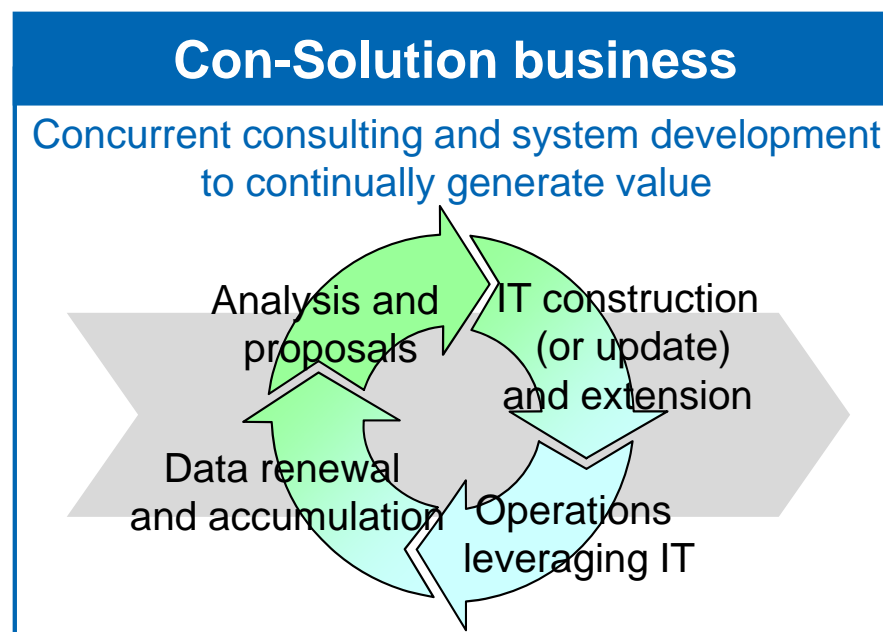 Con-Solution business
Concurrent consulting and system development
to continually generate value
Analysis and
proposals
IT construction
(or update)
and extension
Data renewal
and accumulation
Operations
leveraging IT